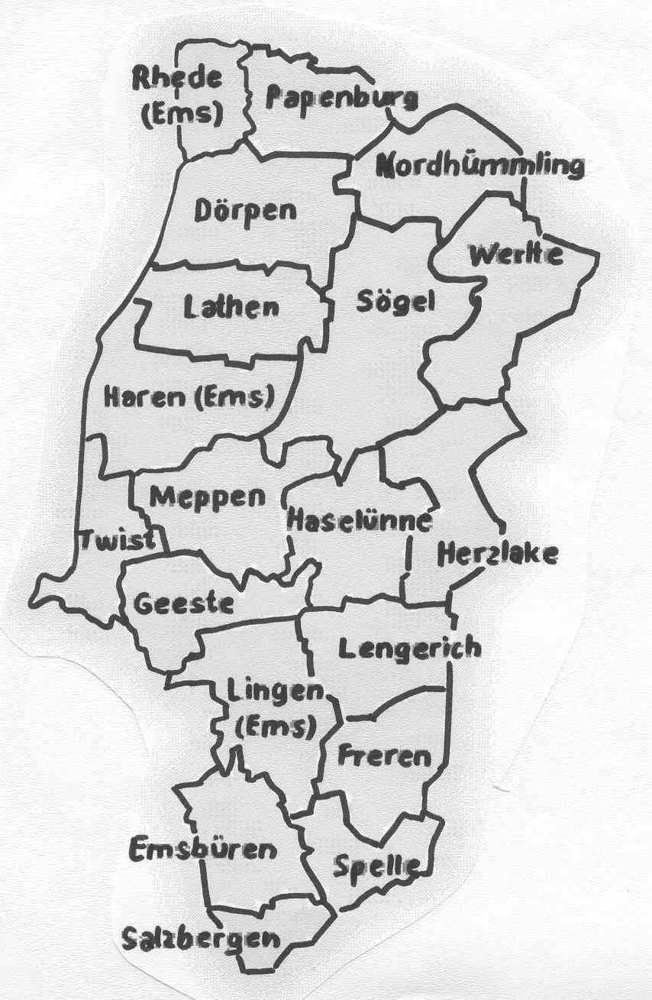 Rhede
(Ems)
Papenburg
Nordhümmling
Dörpen
Werlte
Lathen
Sögel
Haren (Ems)
Meppen
Haselünne
Twist
Herzlake
Geeste
Lengerich
Lingen
(Ems)
Freren
Emsbüren
Spelle
Salzbergen